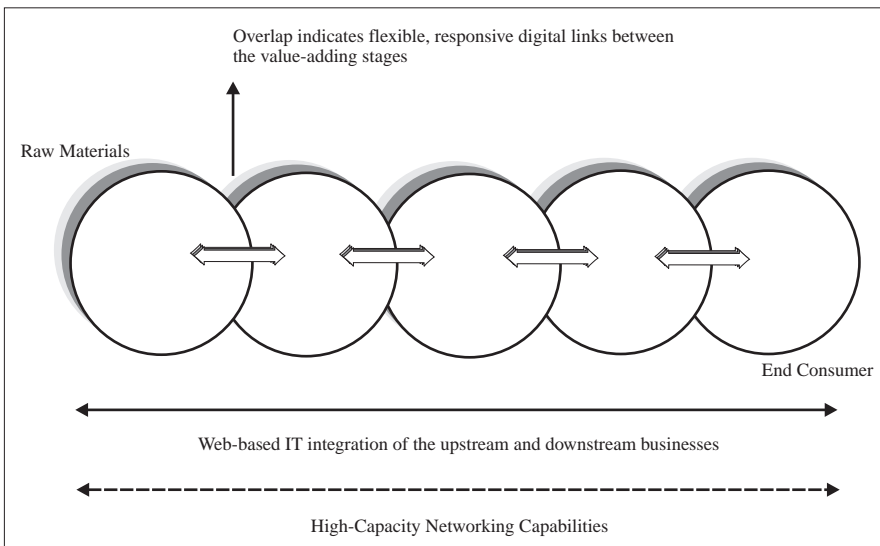 Overlap indicates flexible, responsive digital links between
the value-adding stages
Raw Materials
End Consumer
Web-based IT integration of the upstream and downstream businesses
High-Capacity Networking Capabilities